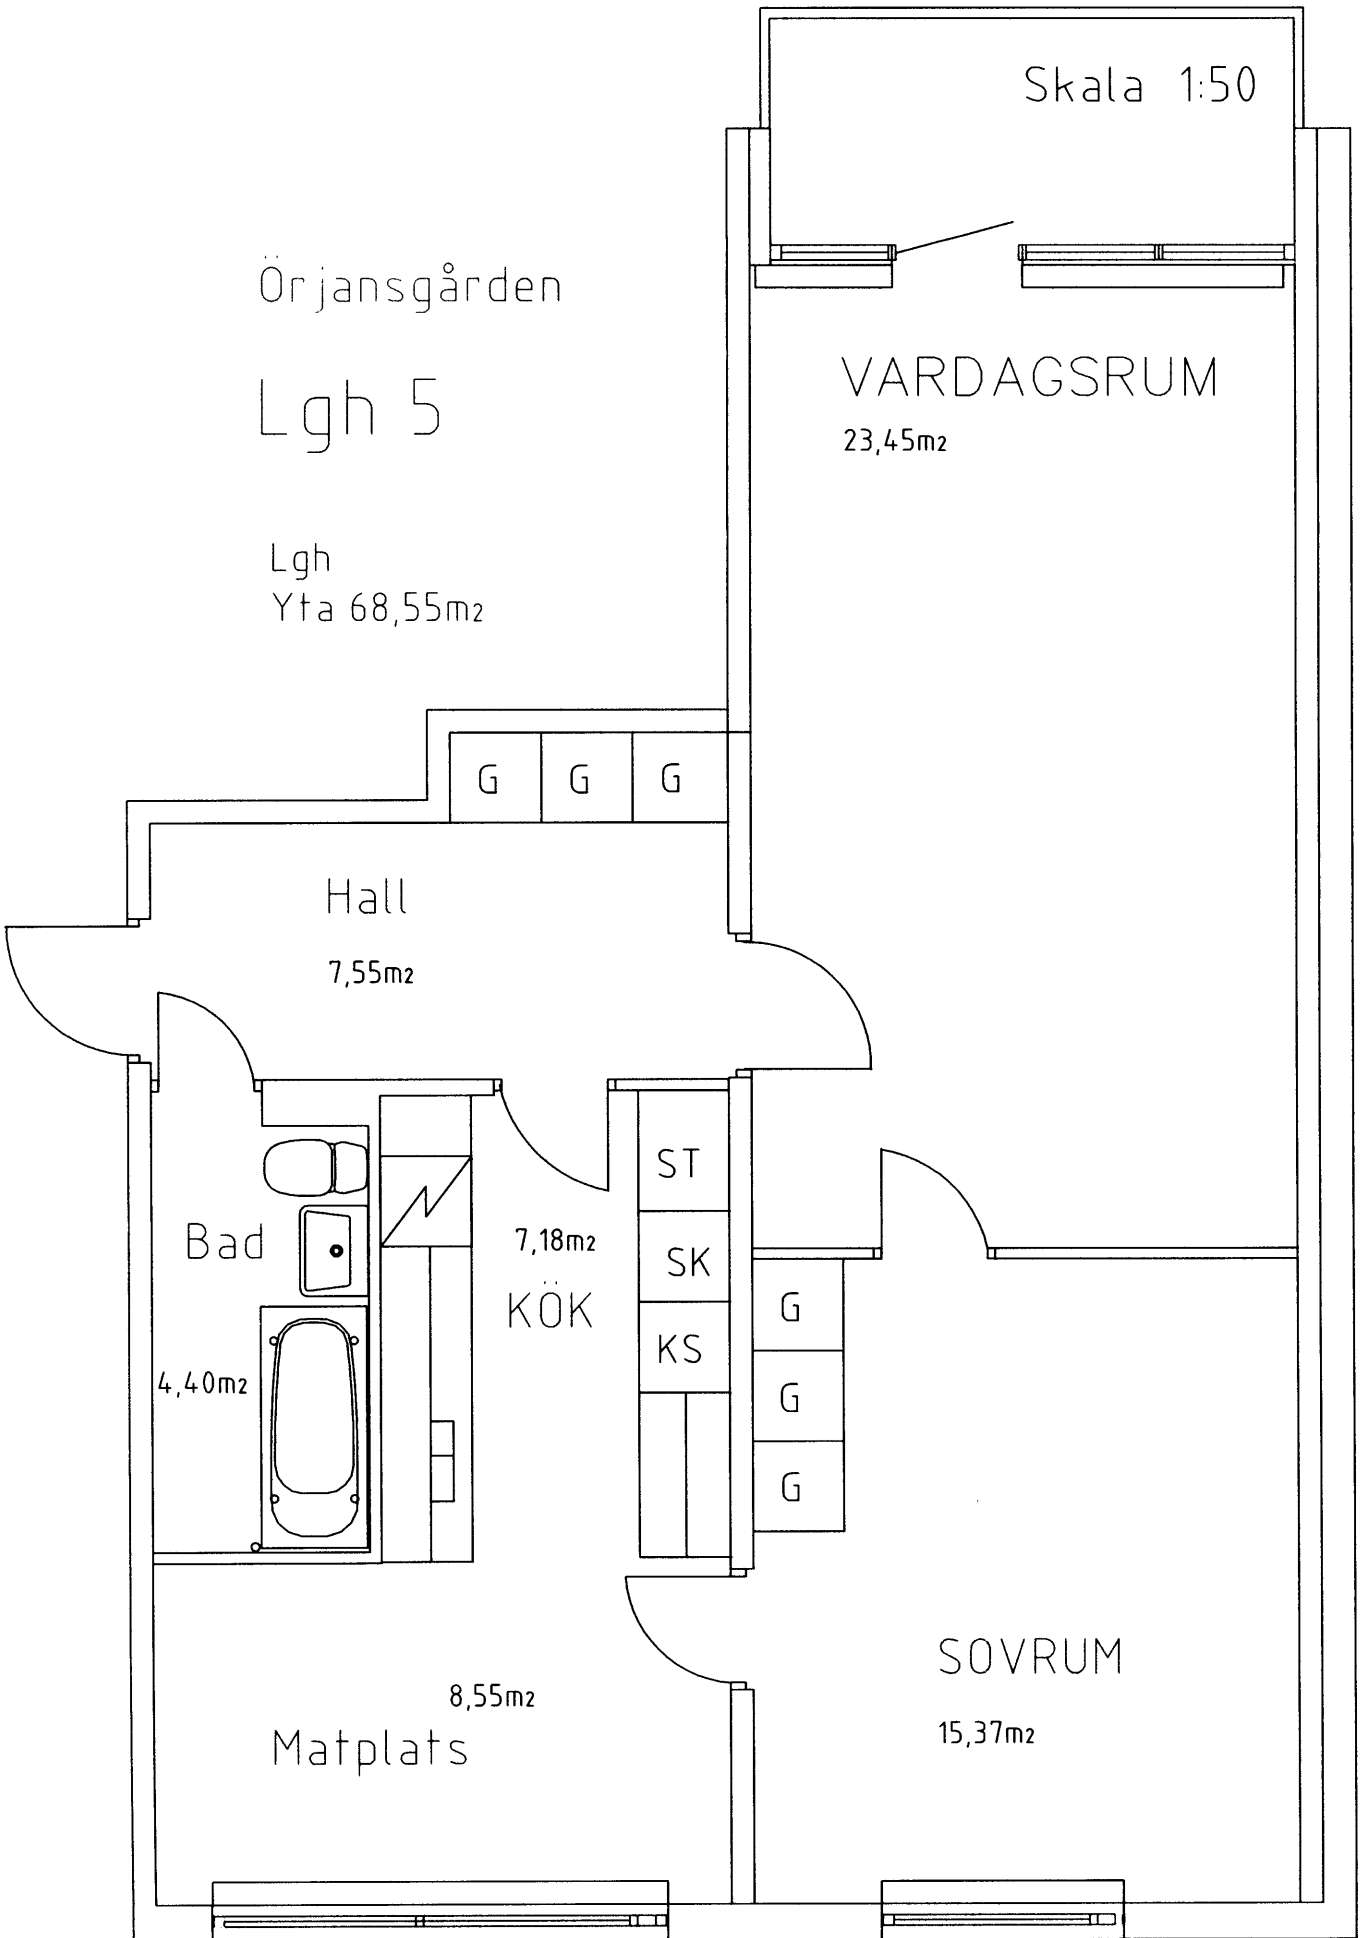 Skala 1:50
Örjansgården
Lgh 5
VARDAGSRUM
23,45m2
Lgh
Yta 68,55m2
G G G
Hall
7,55m2
ST
Bad
7,18m2
SK
KÖK
G
KS
4,40m2
G
G
SOVRUM
8,55m2
15,37m2
Matplats